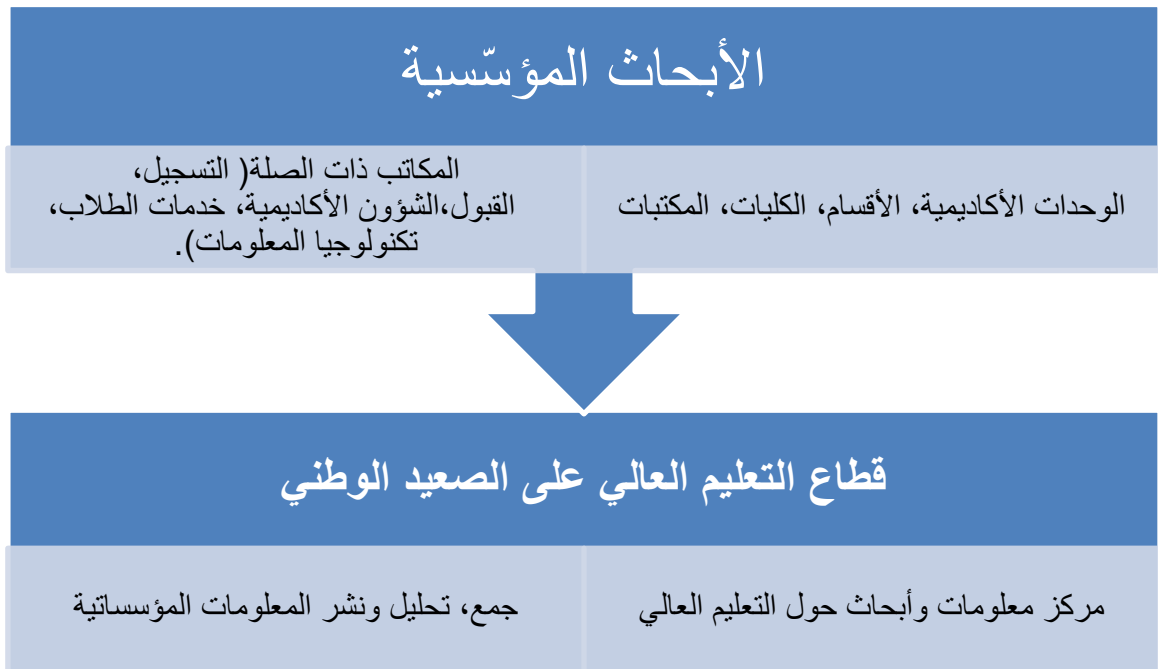 الأبحاث المؤسّسية
الوحدات الأكاديمية، الأقسام، الكليات، المكتبات
المكاتب ذات الصلة( التسجيل،
القبول،الشؤون الأكاديمية، خدمات الطلاب،
تكنولوجيا المعلومات).
قطاع التعليم العالي على الصعيد الوطني
مركز معلومات وأبحاث حول التعليم العالي
جمع، تحليل ونشر المعلومات المؤسساتية